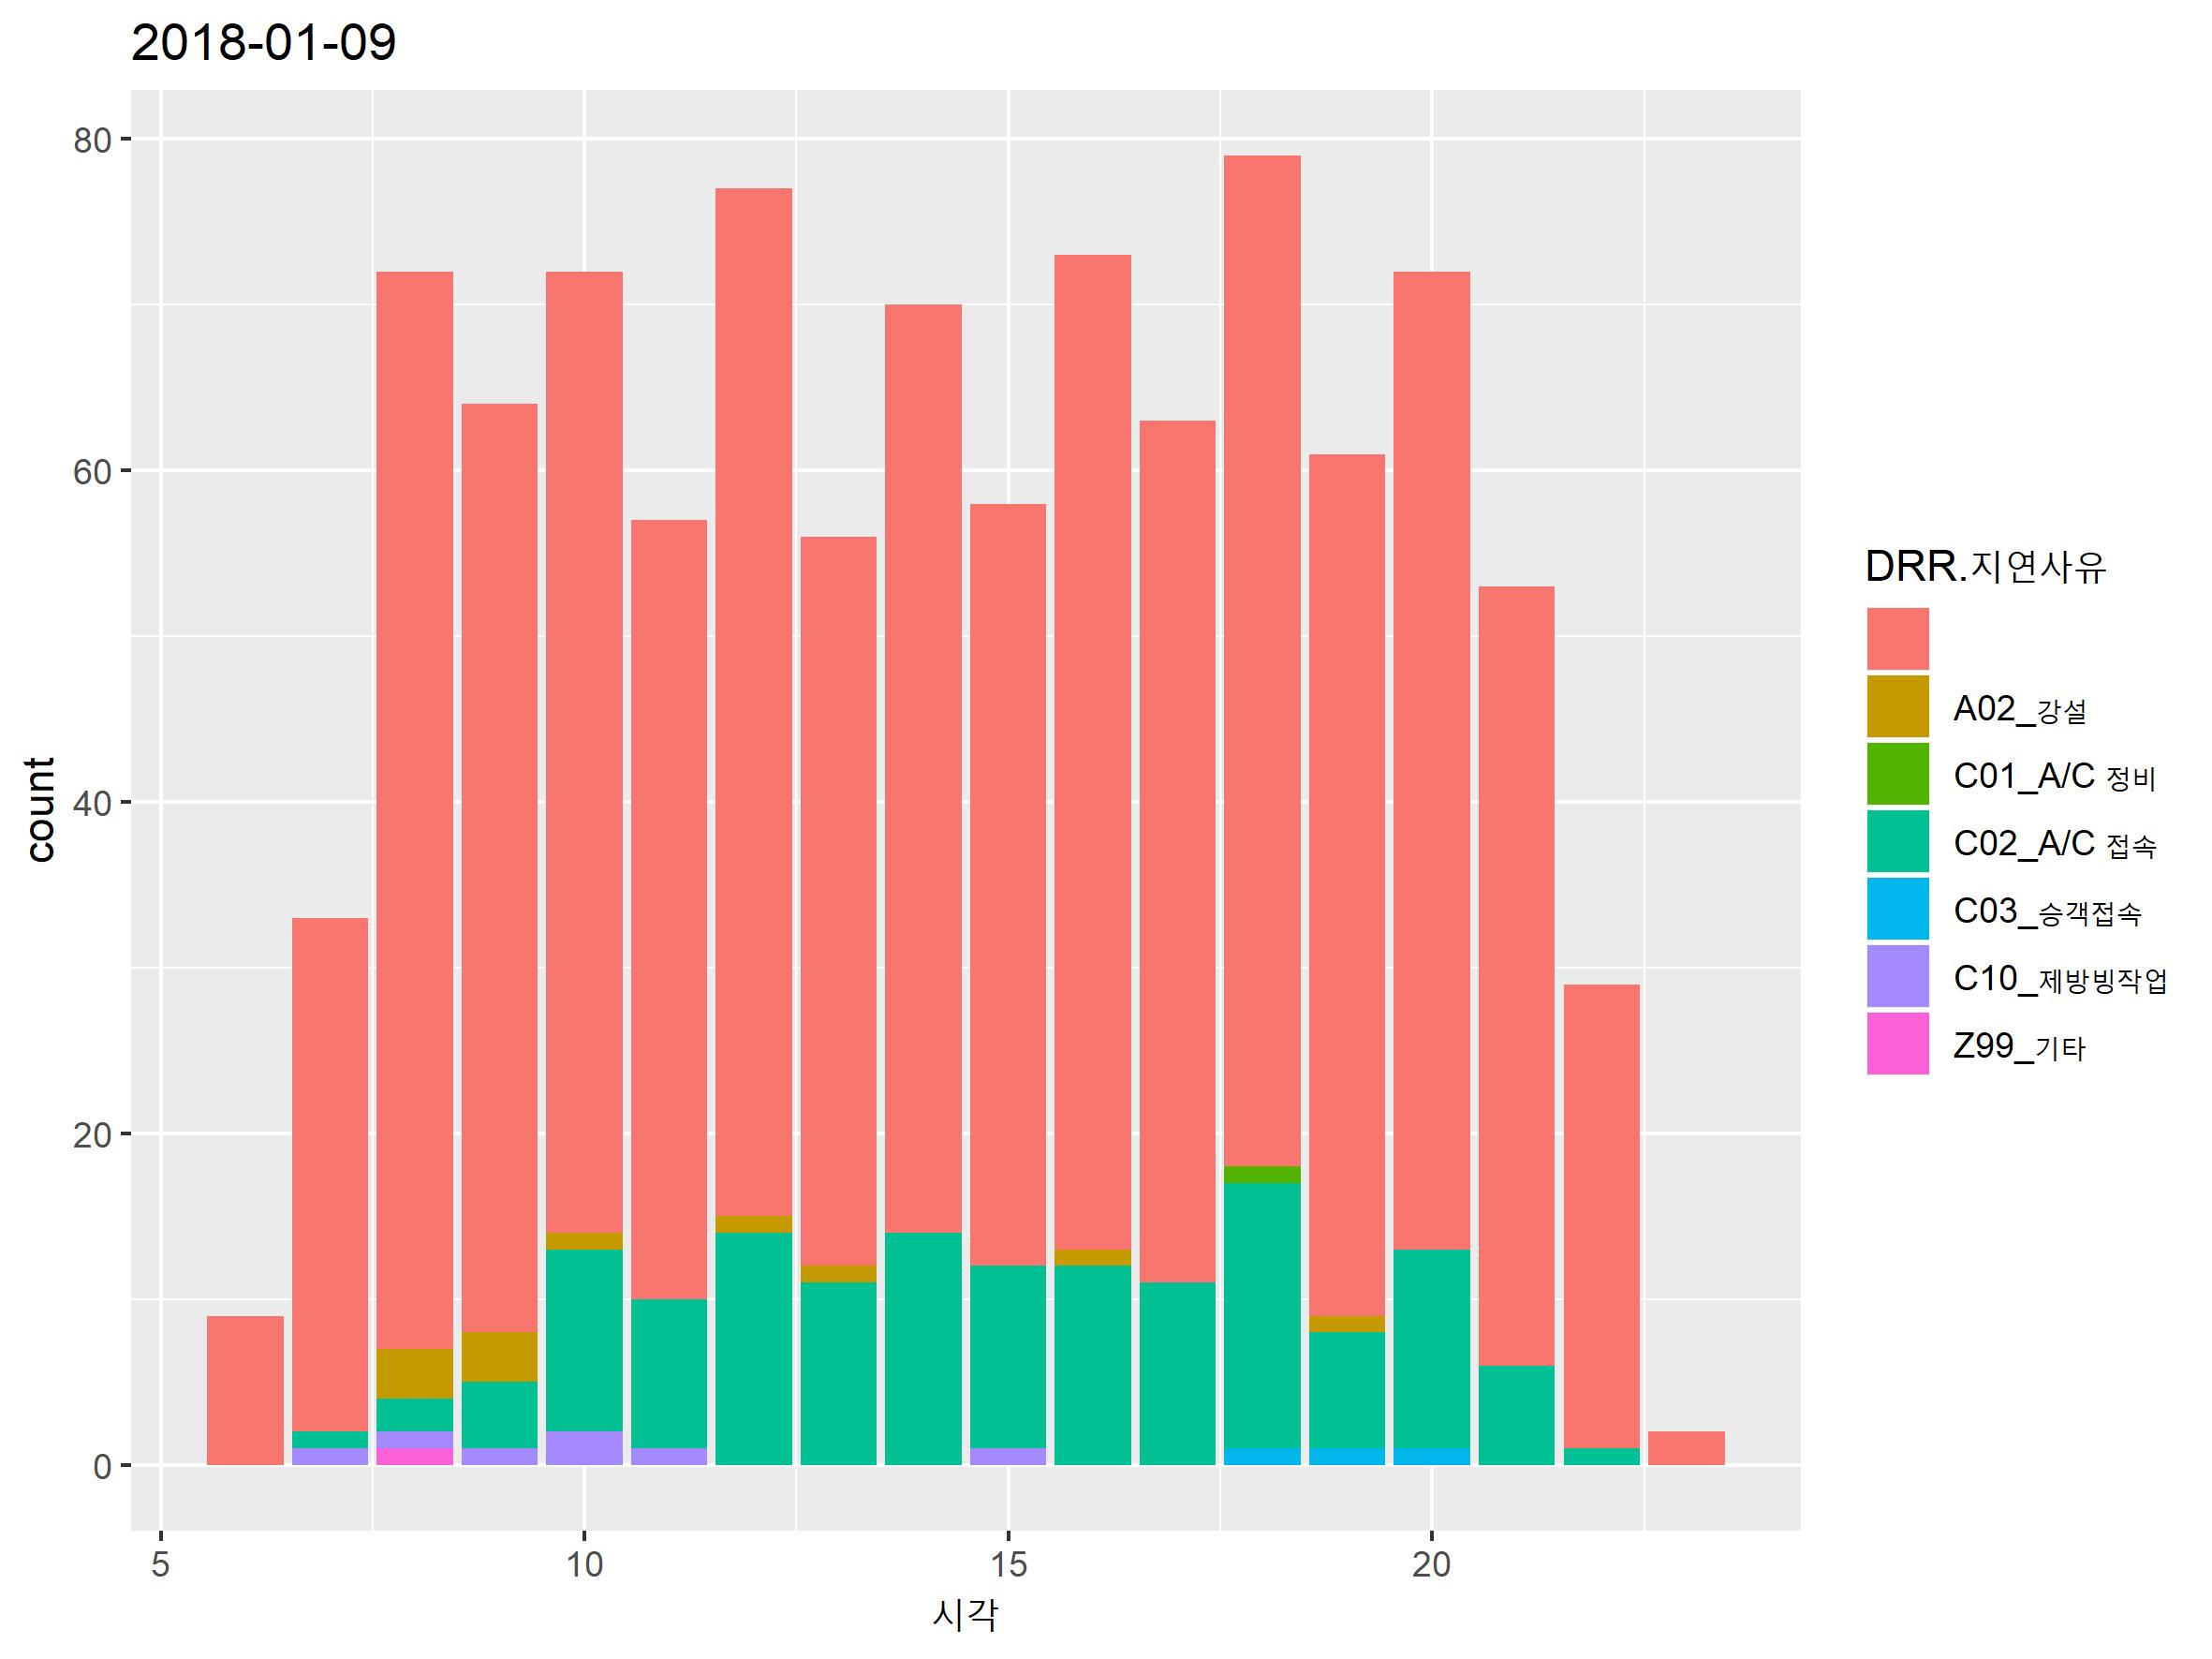 2018-01-09
80
60
40
20
0
count
5 10 15 20
시각
DRR.지연사유
A02_강설
C01_A/C 정비
C02_A/C 접속
C03_승객접속
C10_제방빙작업
Z99_기타